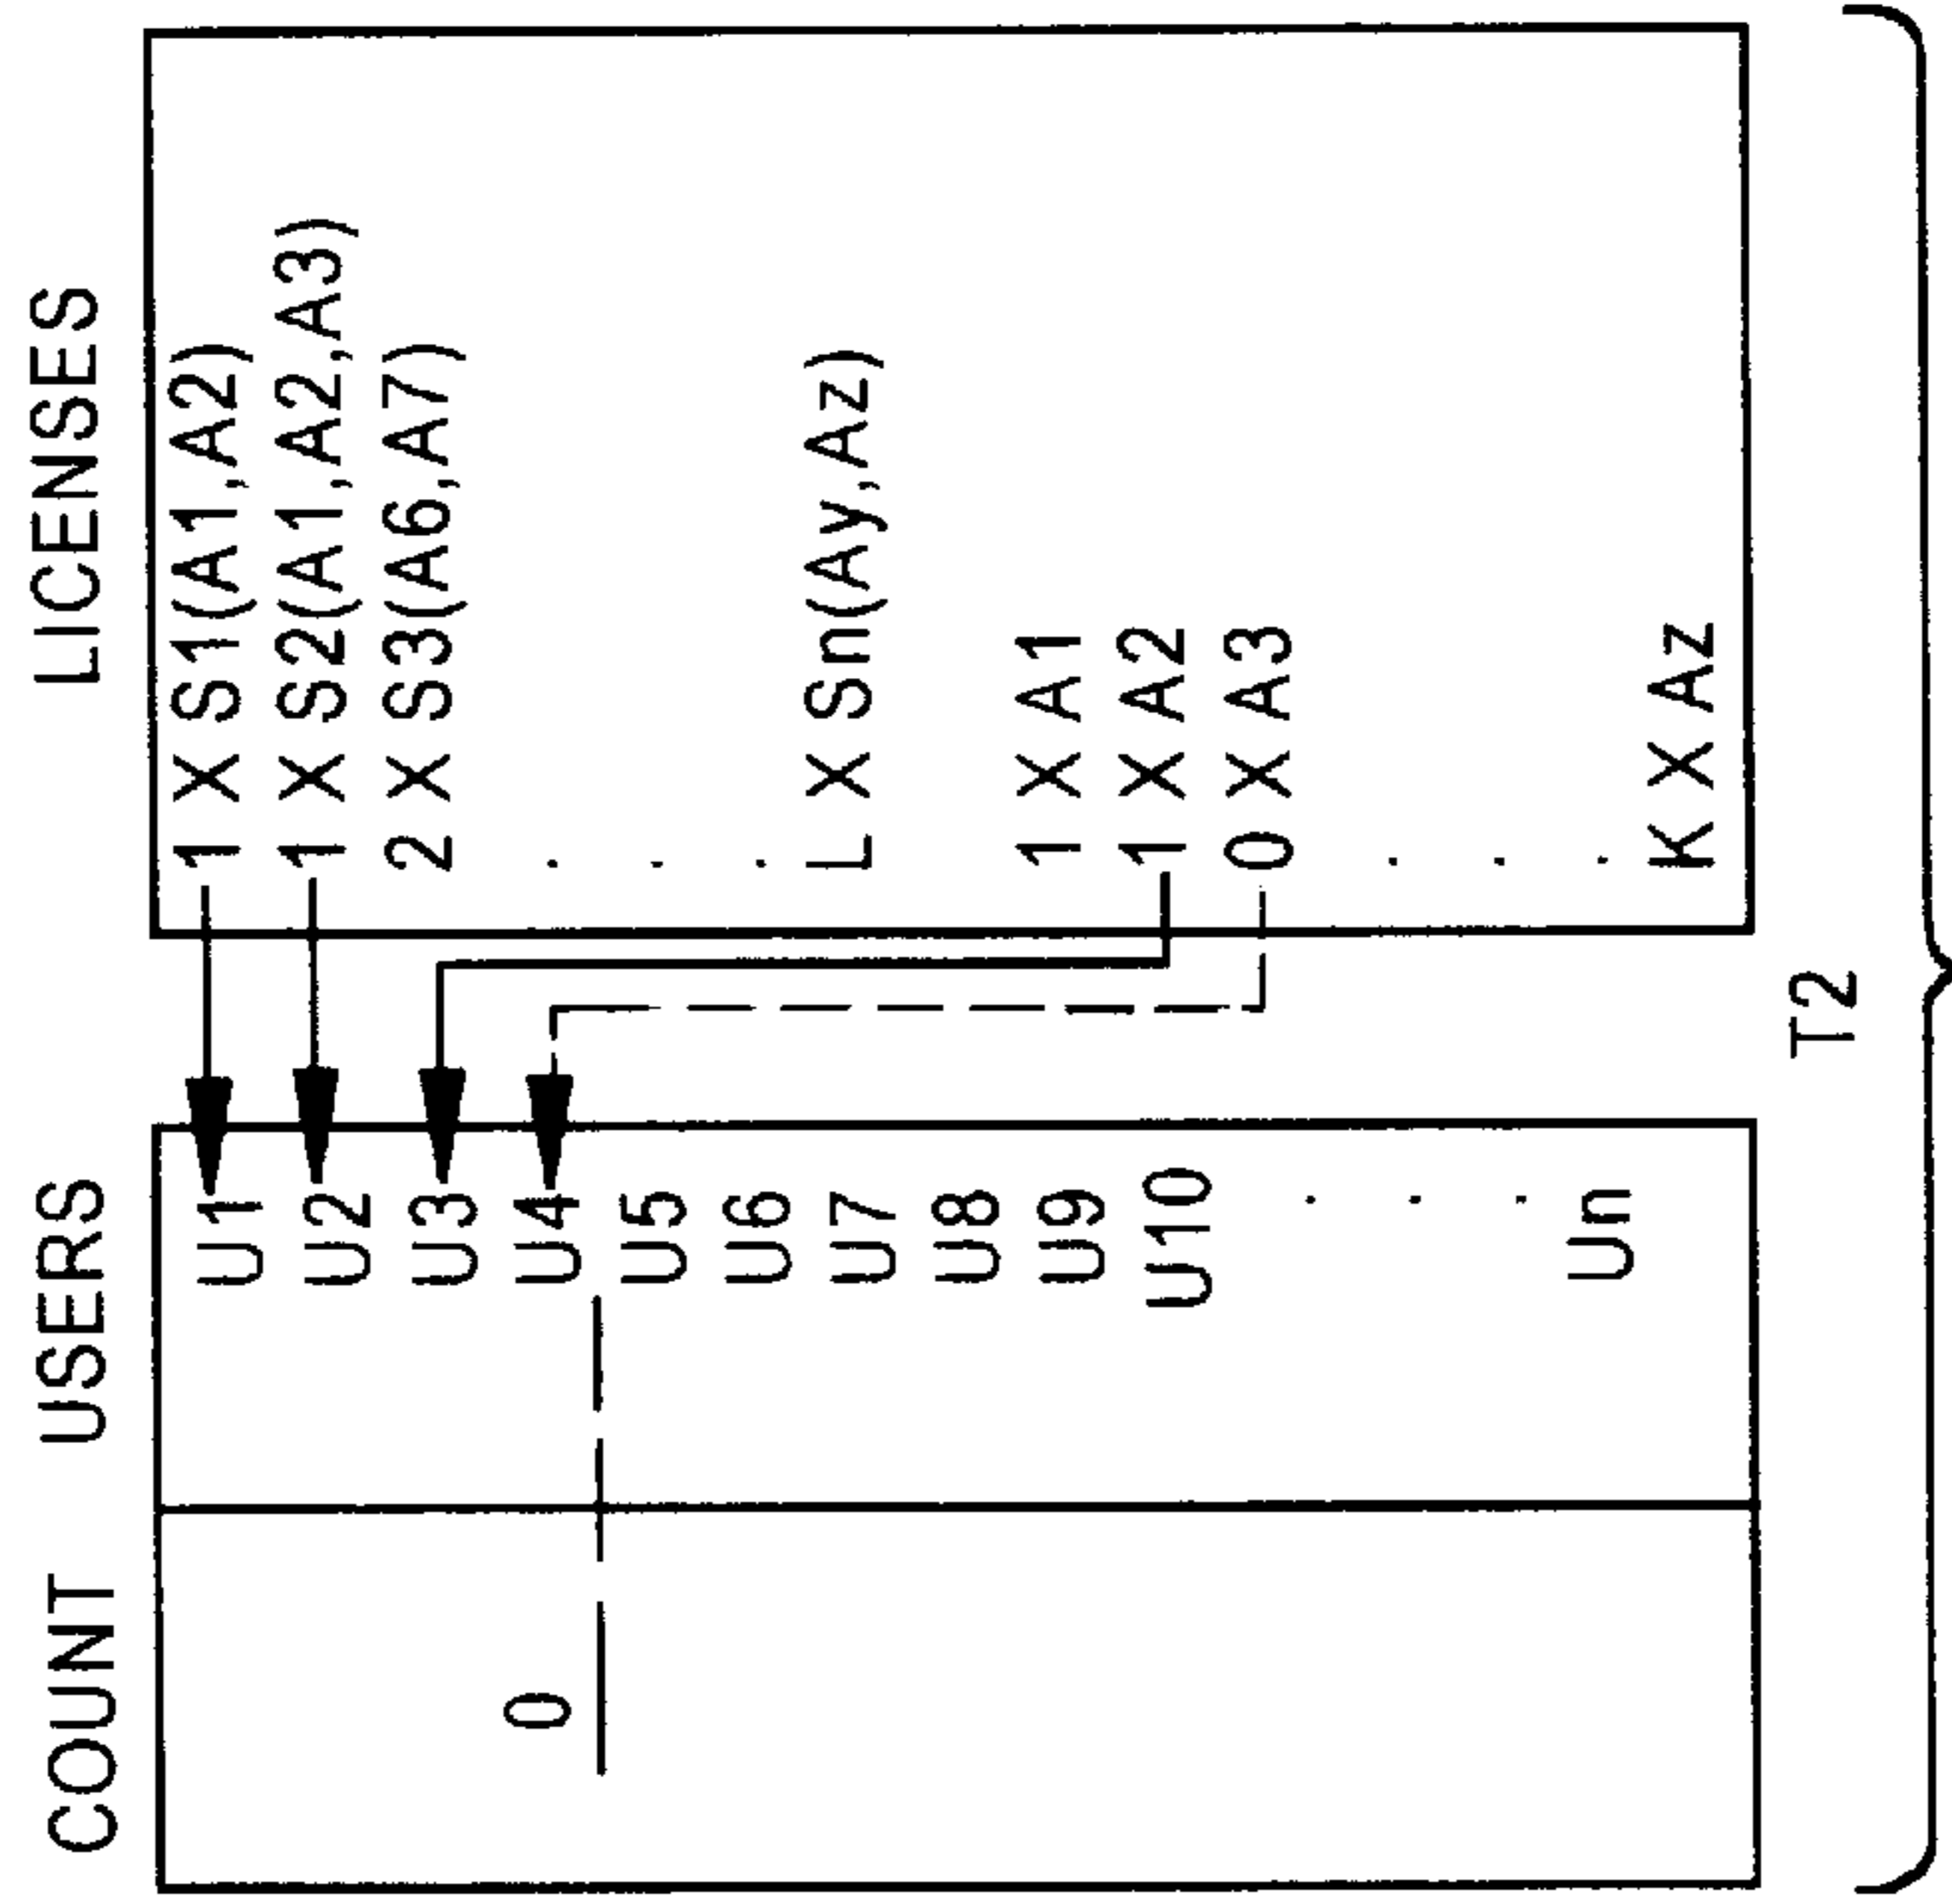 COUNT USERS LICENSES
U1 1 X S1(A1,A2)
U2 1 X S2(A1,A2,A3)
U3 2 X S3(A6,A7)
0 U4 .
U5 .
U6 .
U7 L X Sn(Ay,Az)
U8
U9 1 X A1
U10 1 X A2
. 0 X A3
. .
. .
Un .
K X Az
T2